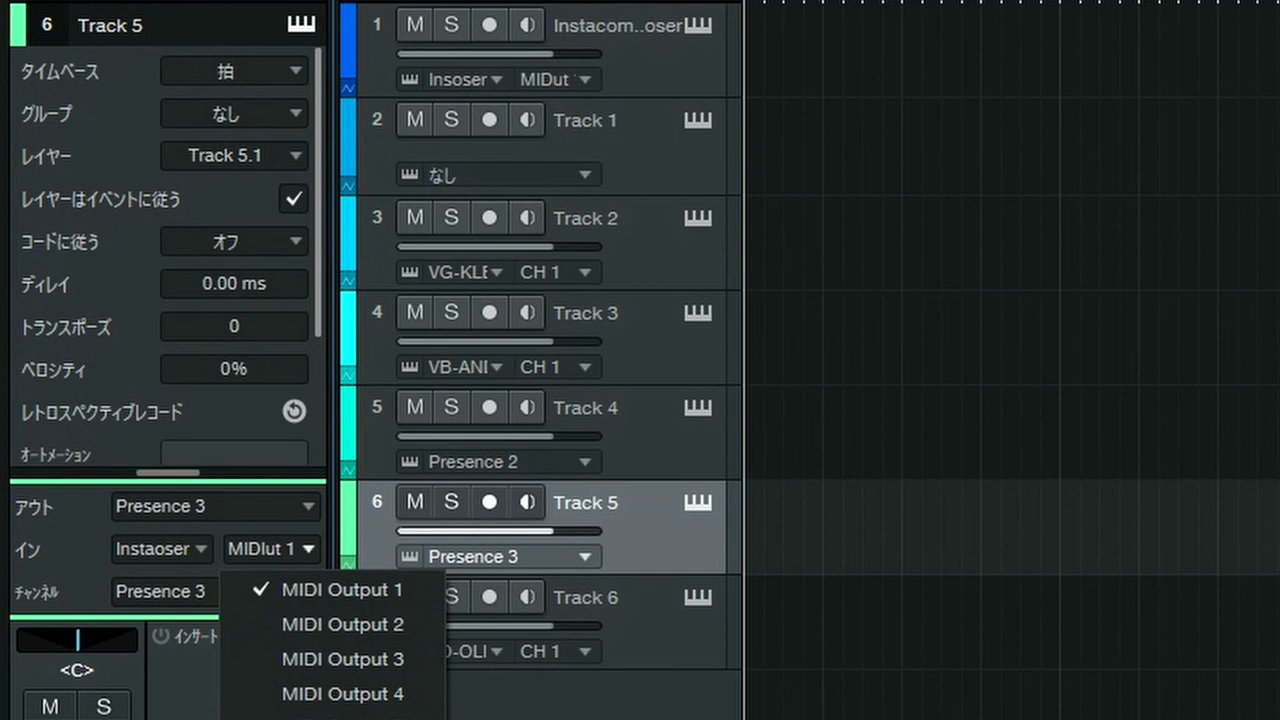 6 Track 5
タイムベース 拍
グループ なし
レイヤー Track 5.1
レイヤーはイベントに従う
コードに従う オフ
ディレイ 0.00 ms
トランスポーズ 0
ベロシティ 0%
レトロスペクティブレコード
オートメーション
アウト Presence 3
イン Instaoser MIDIut 1
チャンネル Presence 3
MIDI Output 1
MIDI Output 2
MIDI Output 3
MIDI Output 4
インサート
<C>
M S
1 M S Instacom..oser
Insoser MIDut
2 M S Track 1
なし
3 M S Track 2
VG-KLE CH 1
4 M S Track 3
VB-ANI CH 1
5 M S Track 4
Presence 2
6 M S Track 5
Presence 3
S Track 6
O-OLI CH 1